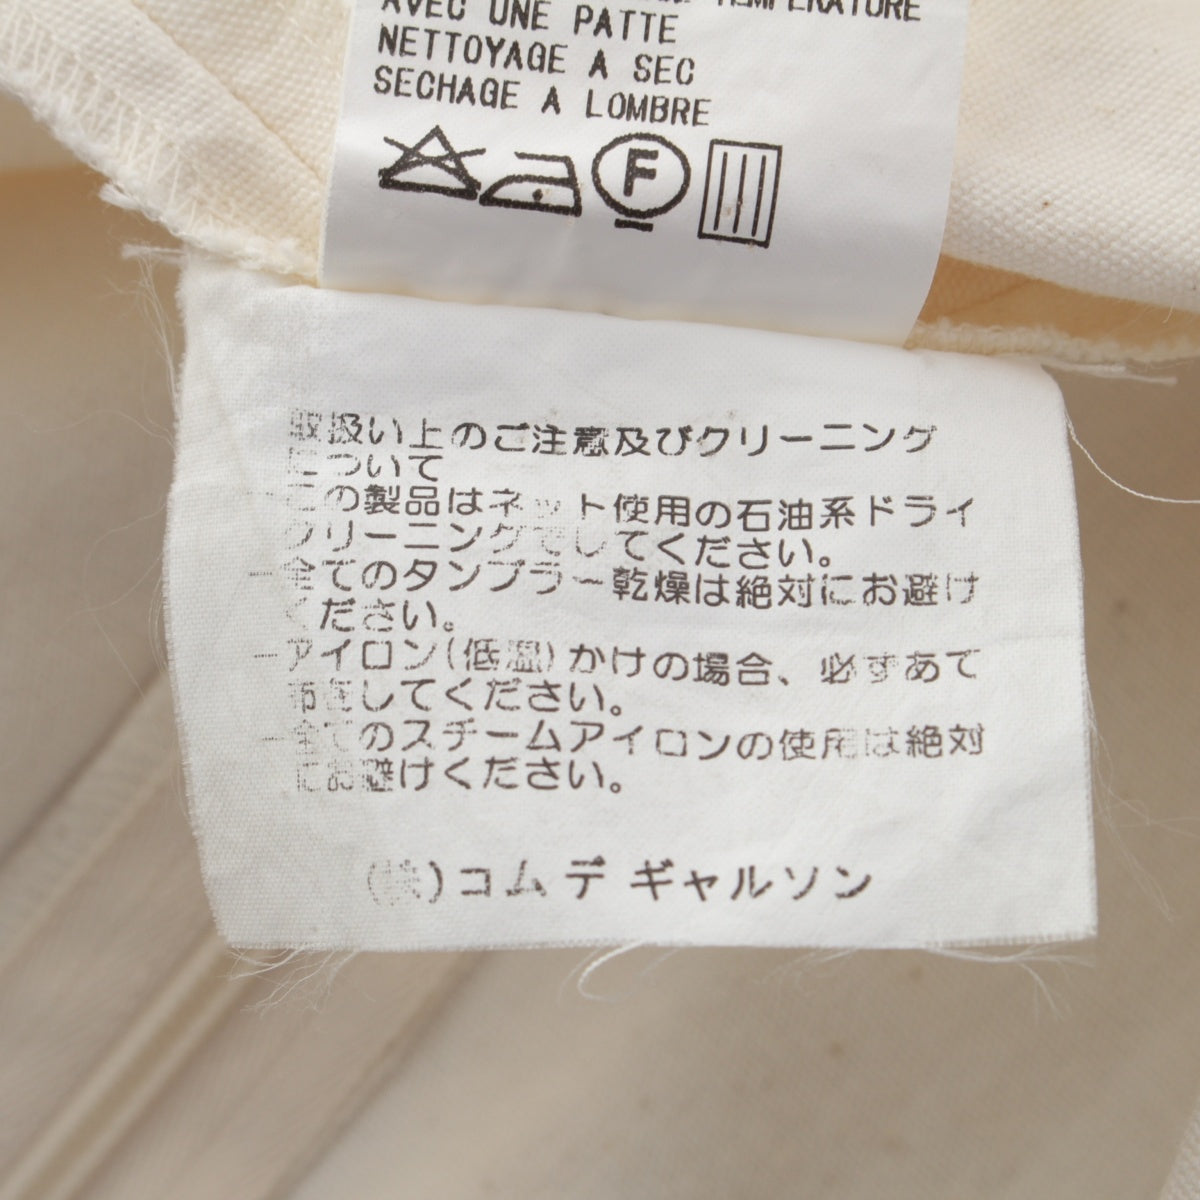 TEMPERATURE
AVEC UNE PATTE
NETTOYAGE A SEC
SECHAGE A LOMBRE
F
取扱い上のご注意及びクリーニング
について
-この製品はネット使用の石油系ドライ
クリーニングでしてください。
-全てのタンブラー乾燥は絶対にお避け
ください。
-アイロン(低温)かけの場合、必ずあて
布をしてください。
-全てのスチームアイロンの使用は絶対
にお避けください。
(株)コム デ ギャルソン